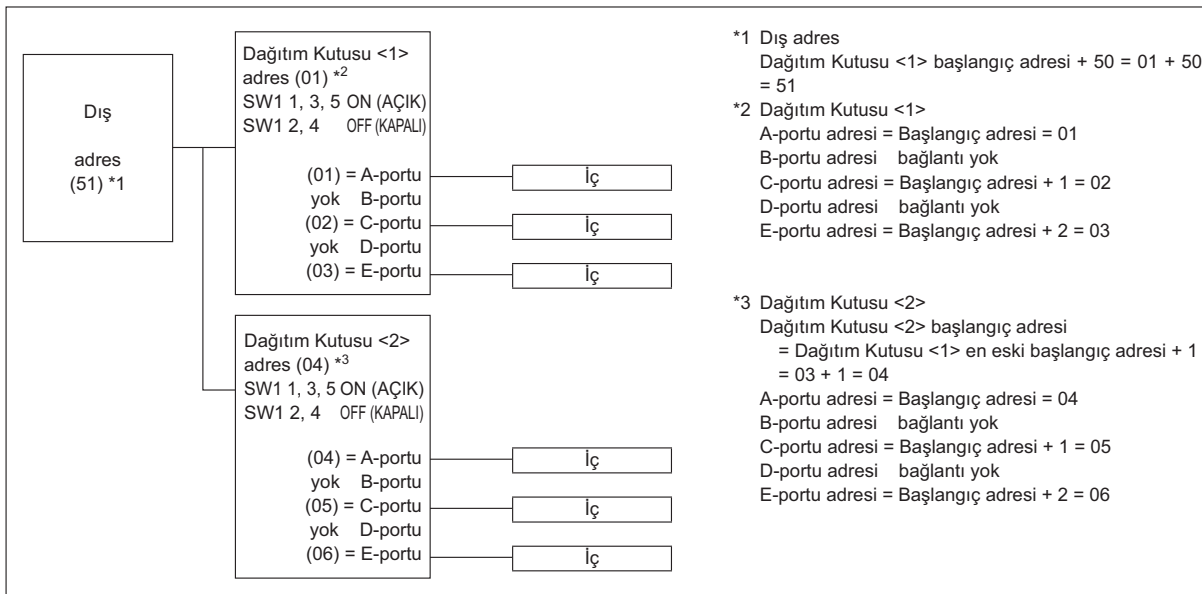 Dış
adres
(51) *1
Dağıtım Kutusu <1>
adres (01) *2
SW1 1, 3, 5 ON (AÇIK)
SW1 2, 4 OFF (KAPALI)
(01) = A-portu
yok B-portu
(02) = C-portu
yok D-portu
(03) = E-portu
İç
İç
İç
Dağıtım Kutusu <2>
adres (04) *3
SW1 1, 3, 5 ON (AÇIK)
SW1 2, 4 OFF (KAPALI)
(04) = A-portu
yok B-portu
(05) = C-portu
yok D-portu
(06) = E-portu
İç
İç
İç
*1 Dış adres
Dağıtım Kutusu <1> başlangıç adresi + 50 = 01 + 50
= 51
*2 Dağıtım Kutusu <1>
A-portu adresi = Başlangıç adresi = 01
B-portu adresi bağlantı yok
C-portu adresi = Başlangıç adresi + 1 = 02
D-portu adresi bağlantı yok
E-portu adresi = Başlangıç adresi + 2 = 03
*3 Dağıtım Kutusu <2>
Dağıtım Kutusu <2> başlangıç adresi
= Dağıtım Kutusu <1> en eski başlangıç adresi + 1
= 03 + 1 = 04
A-portu adresi = Başlangıç adresi = 04
B-portu adresi bağlantı yok
C-portu adresi = Başlangıç adresi + 1 = 05
D-portu adresi bağlantı yok
E-portu adresi = Başlangıç adresi + 2 = 06